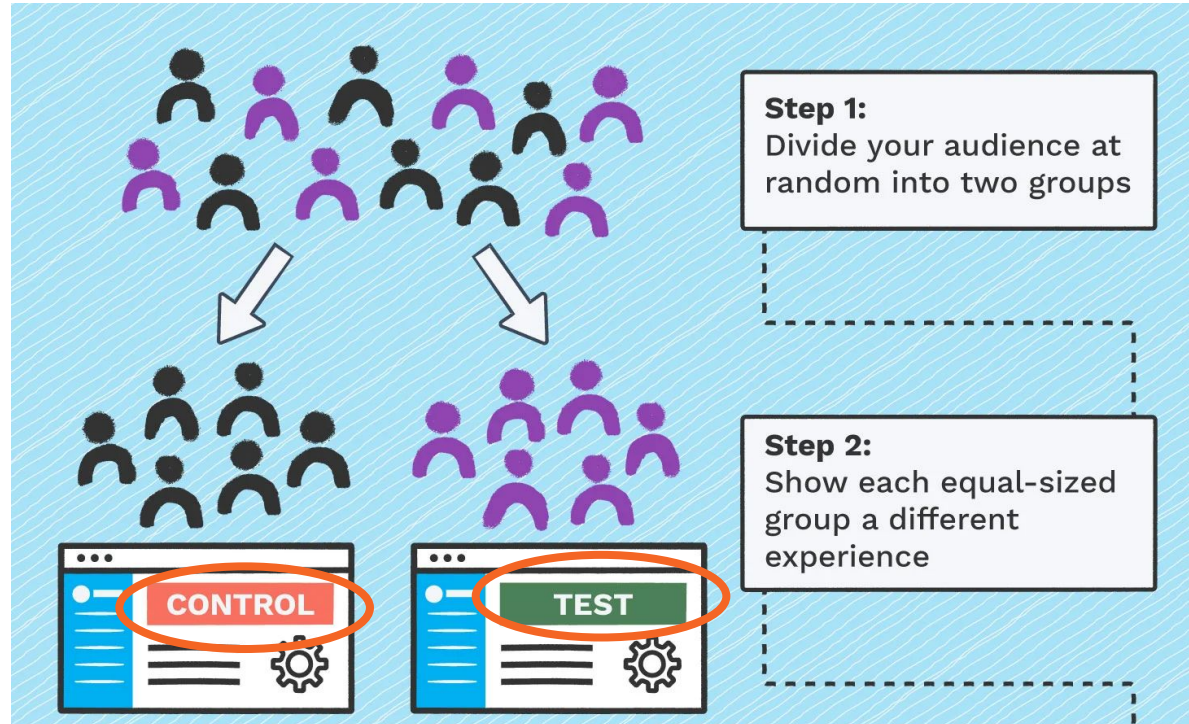 Step 1:
Divide your audience at
random into two groups
Step 2:
Show each equal-sized
group a different
experience
CONTROL
TEST